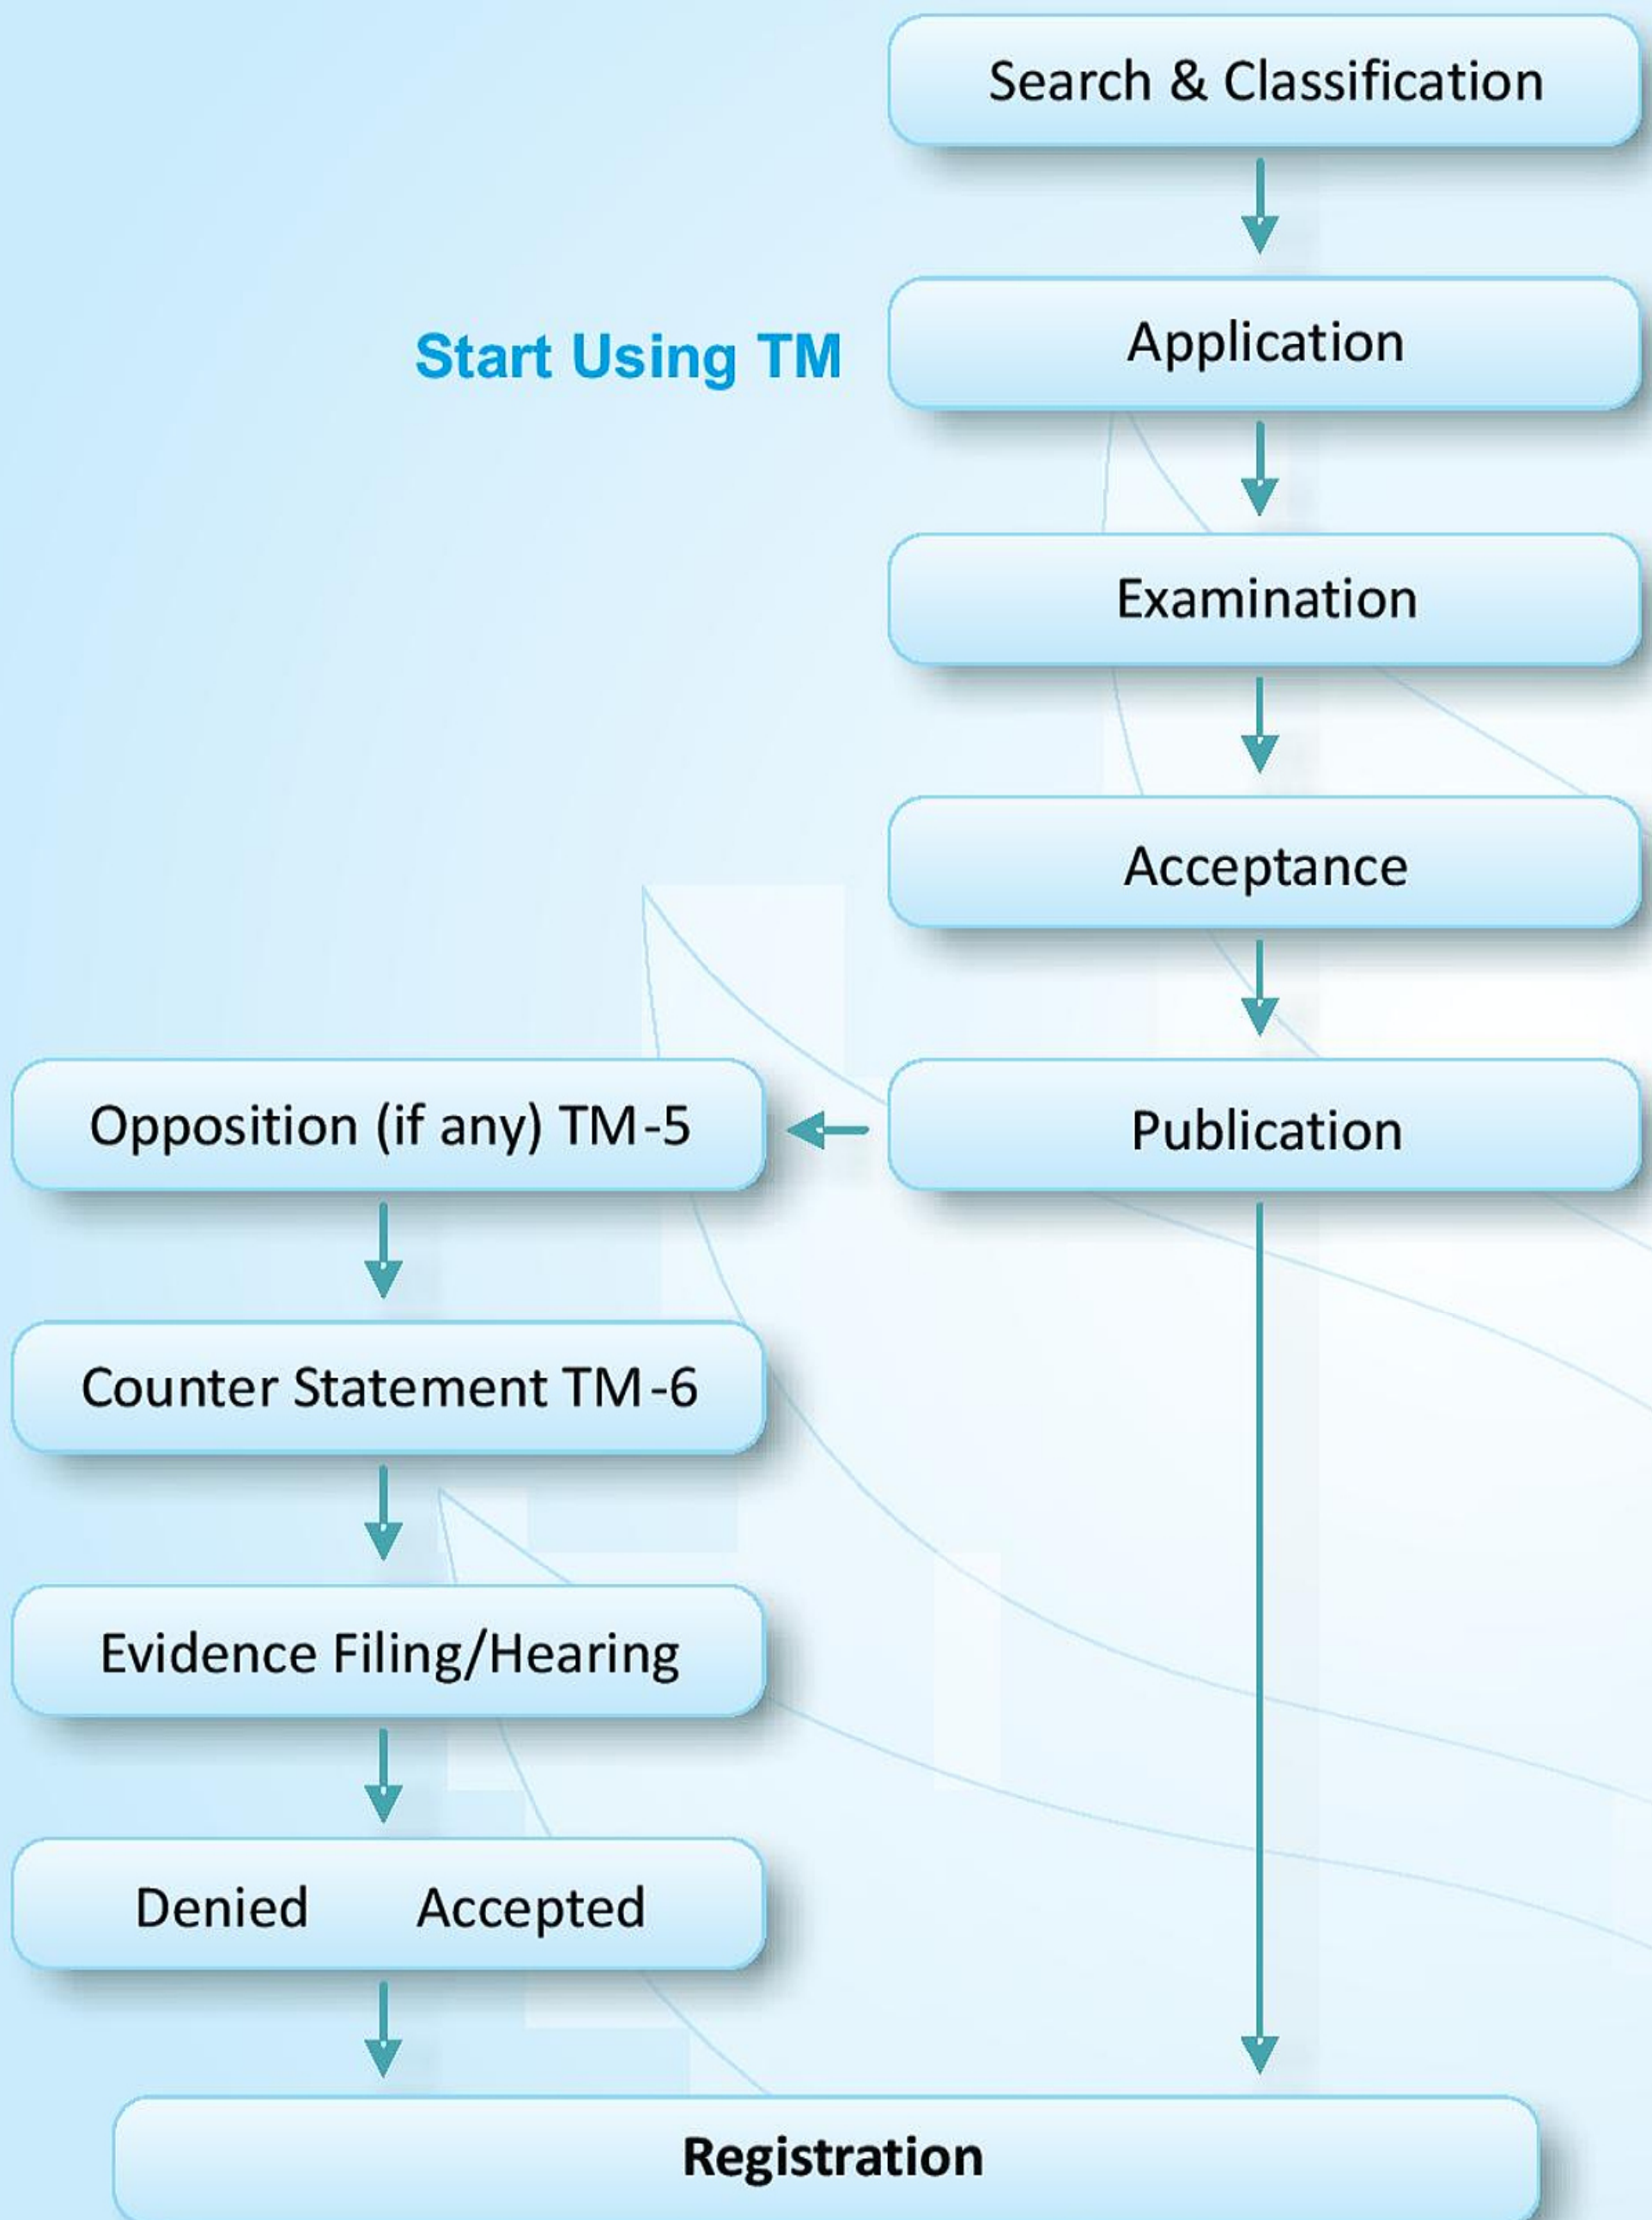 Search & Classification
Start Using TM
Application
Examination
Acceptance
Opposition (if any) TM-5
Publication
Counter Statement TM-6
Evidence Filing/Hearing
Denied Accepted
Registration